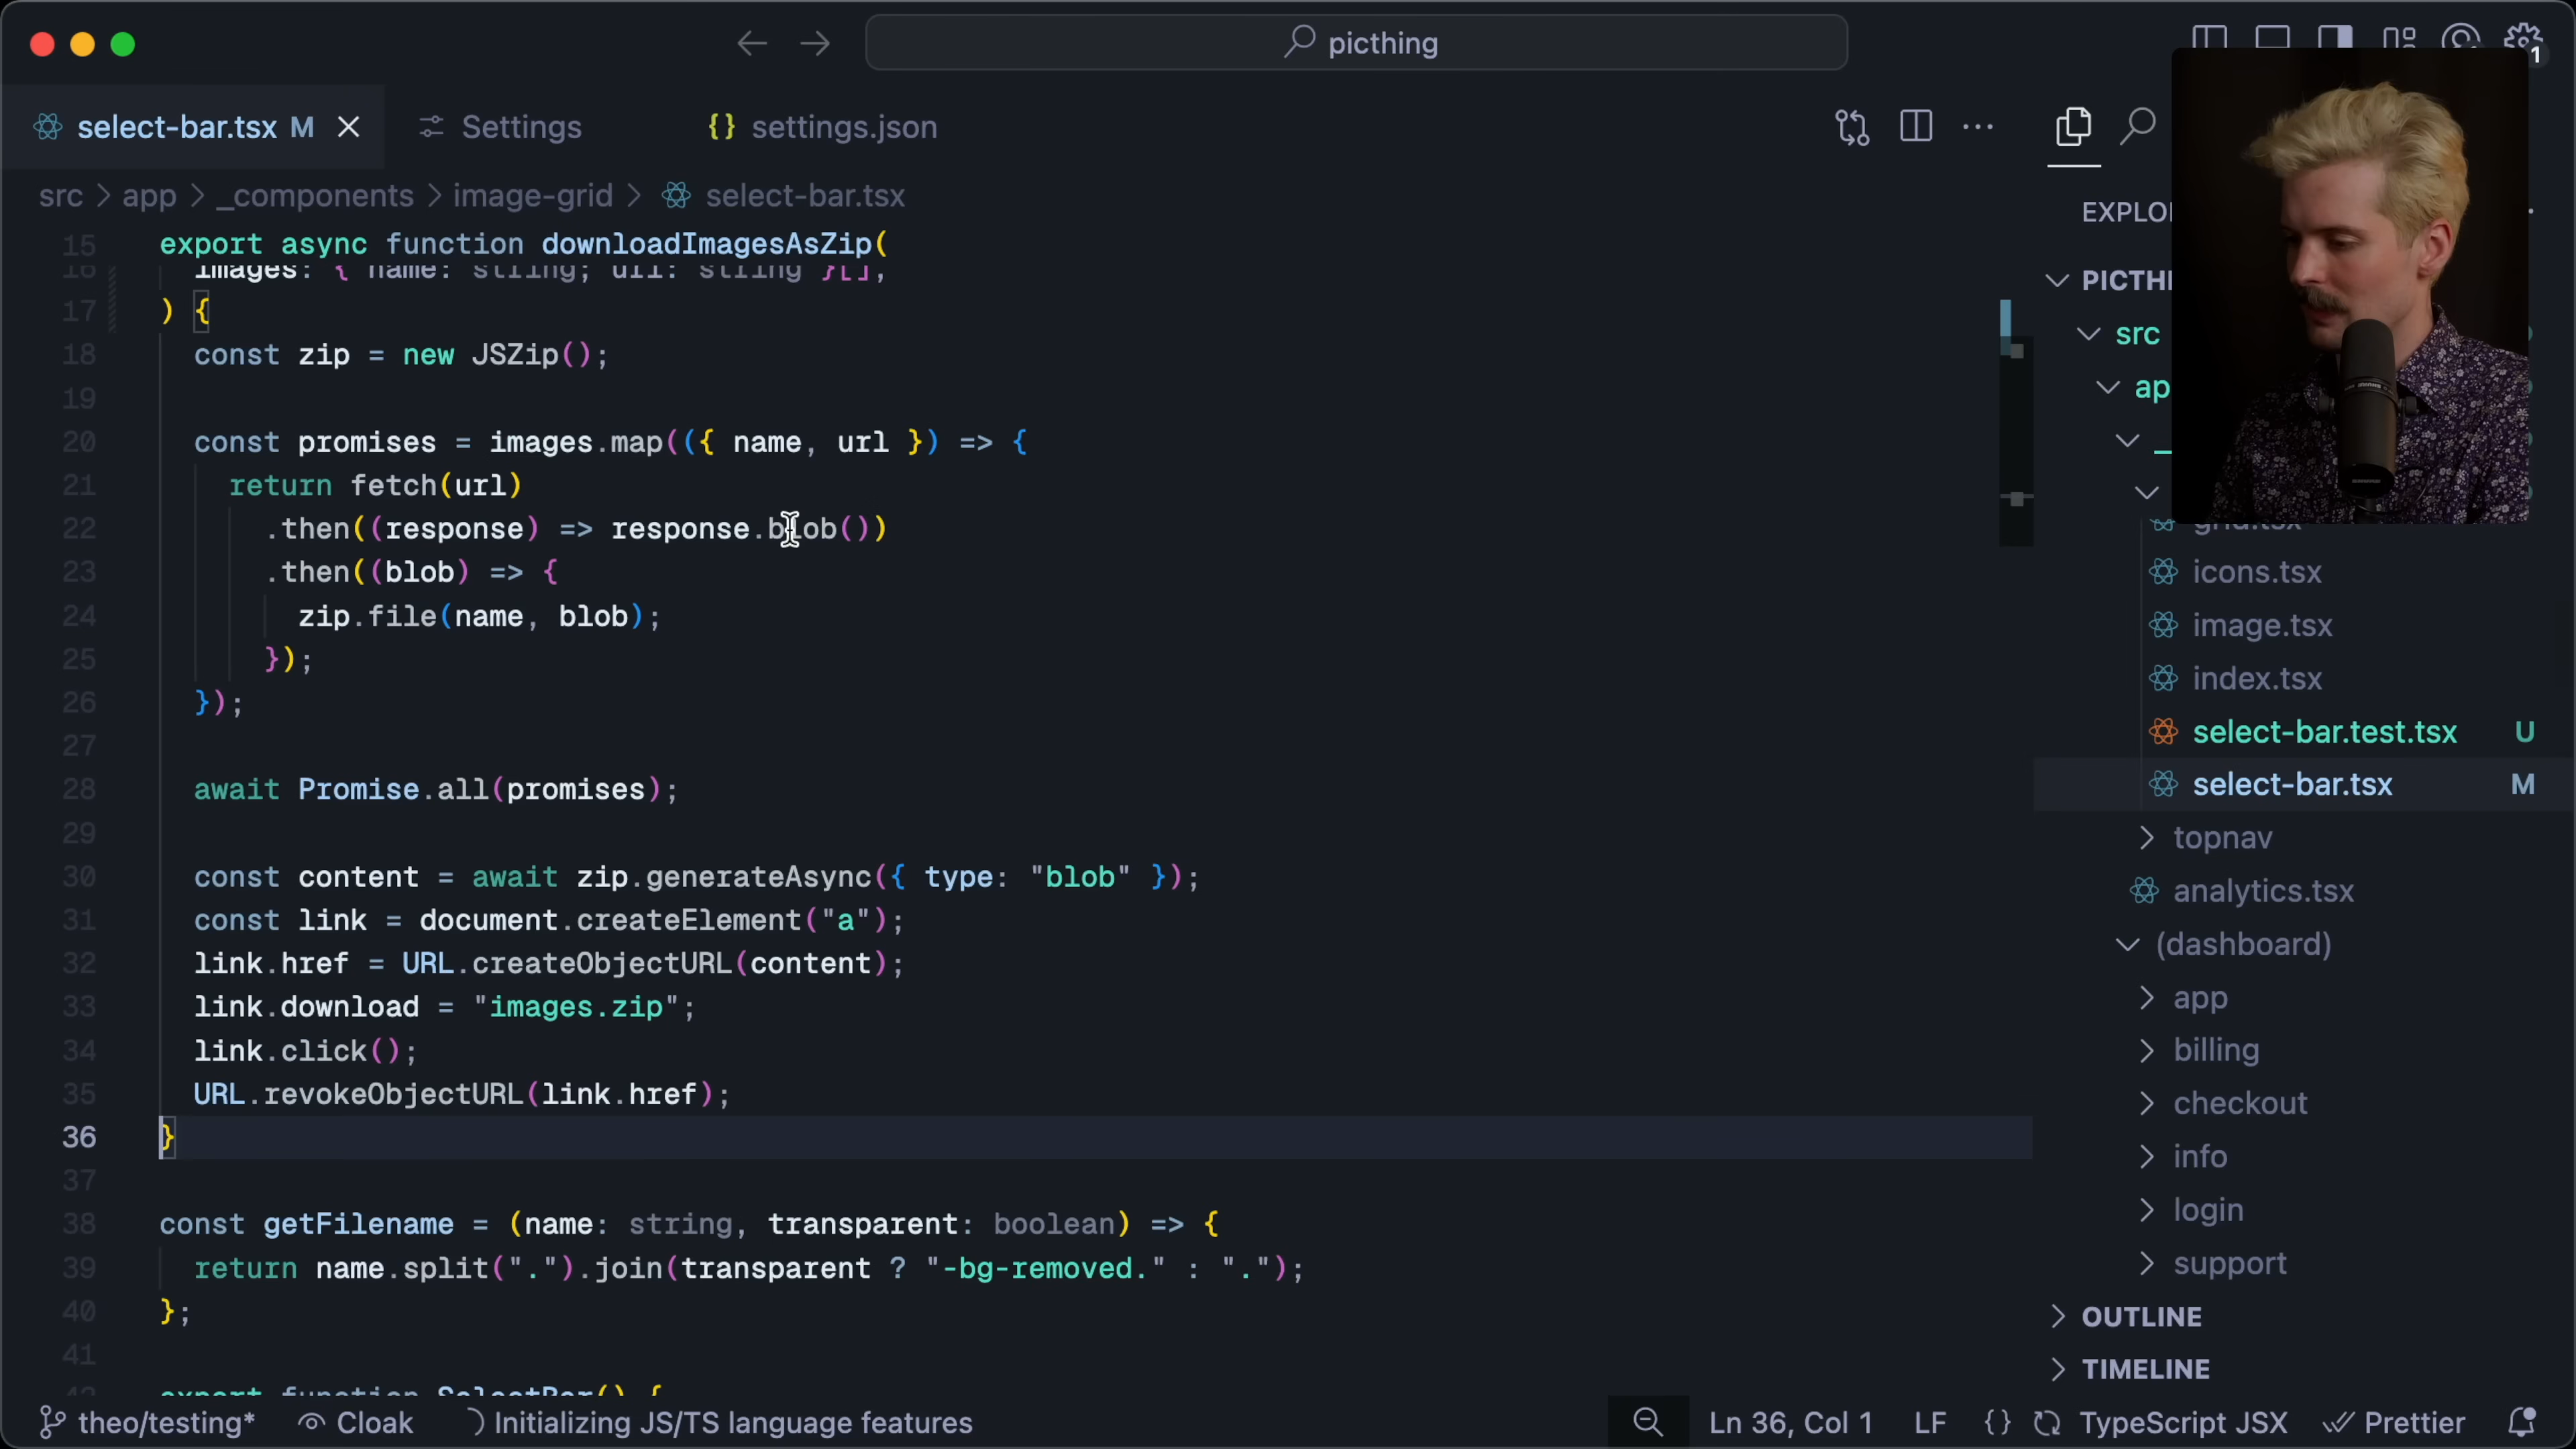 picthing
1
select-bar.tsx M
Settings
{} settings.json
src > app > _components > image-grid > select-bar.tsx
EXPLO
PICTHI
src
ap
_
15 export async function downloadImagesAsZip(
16 images: { name: string; url: string }[],
17 ) {
18 const zip = new JSZip();
19
20 const promises = images.map(({ name, url }) => {
21 return fetch(url)
22 .then((response) => response.blob())
23 .then((blob) => {
24 zip.file(name, blob);
25 });
26 });
27
28 await Promise.all(promises);
29
30 const content = await zip.generateAsync({ type: "blob" });
31 const link = document.createElement("a");
32 link.href = URL.createObjectURL(content);
33 link.download = "images.zip";
34 link.click();
35 URL.revokeObjectURL(link.href);
36 }
37
38 const getFilename = (name: string, transparent: boolean) => {
39 return name.split(".").join(transparent ? "-bg-removed." : ".");
40 };
41
42 export function SelectBar() {
grid.tsx
icons.tsx
image.tsx
index.tsx
select-bar.test.tsx U
select-bar.tsx M
topnav
analytics.tsx
(dashboard)
app
billing
checkout
info
login
support
OUTLINE
TIMELINE
theo/testing* Cloak Initializing JS/TS language features Ln 36, Col 1 LF {} TypeScript JSX Prettier